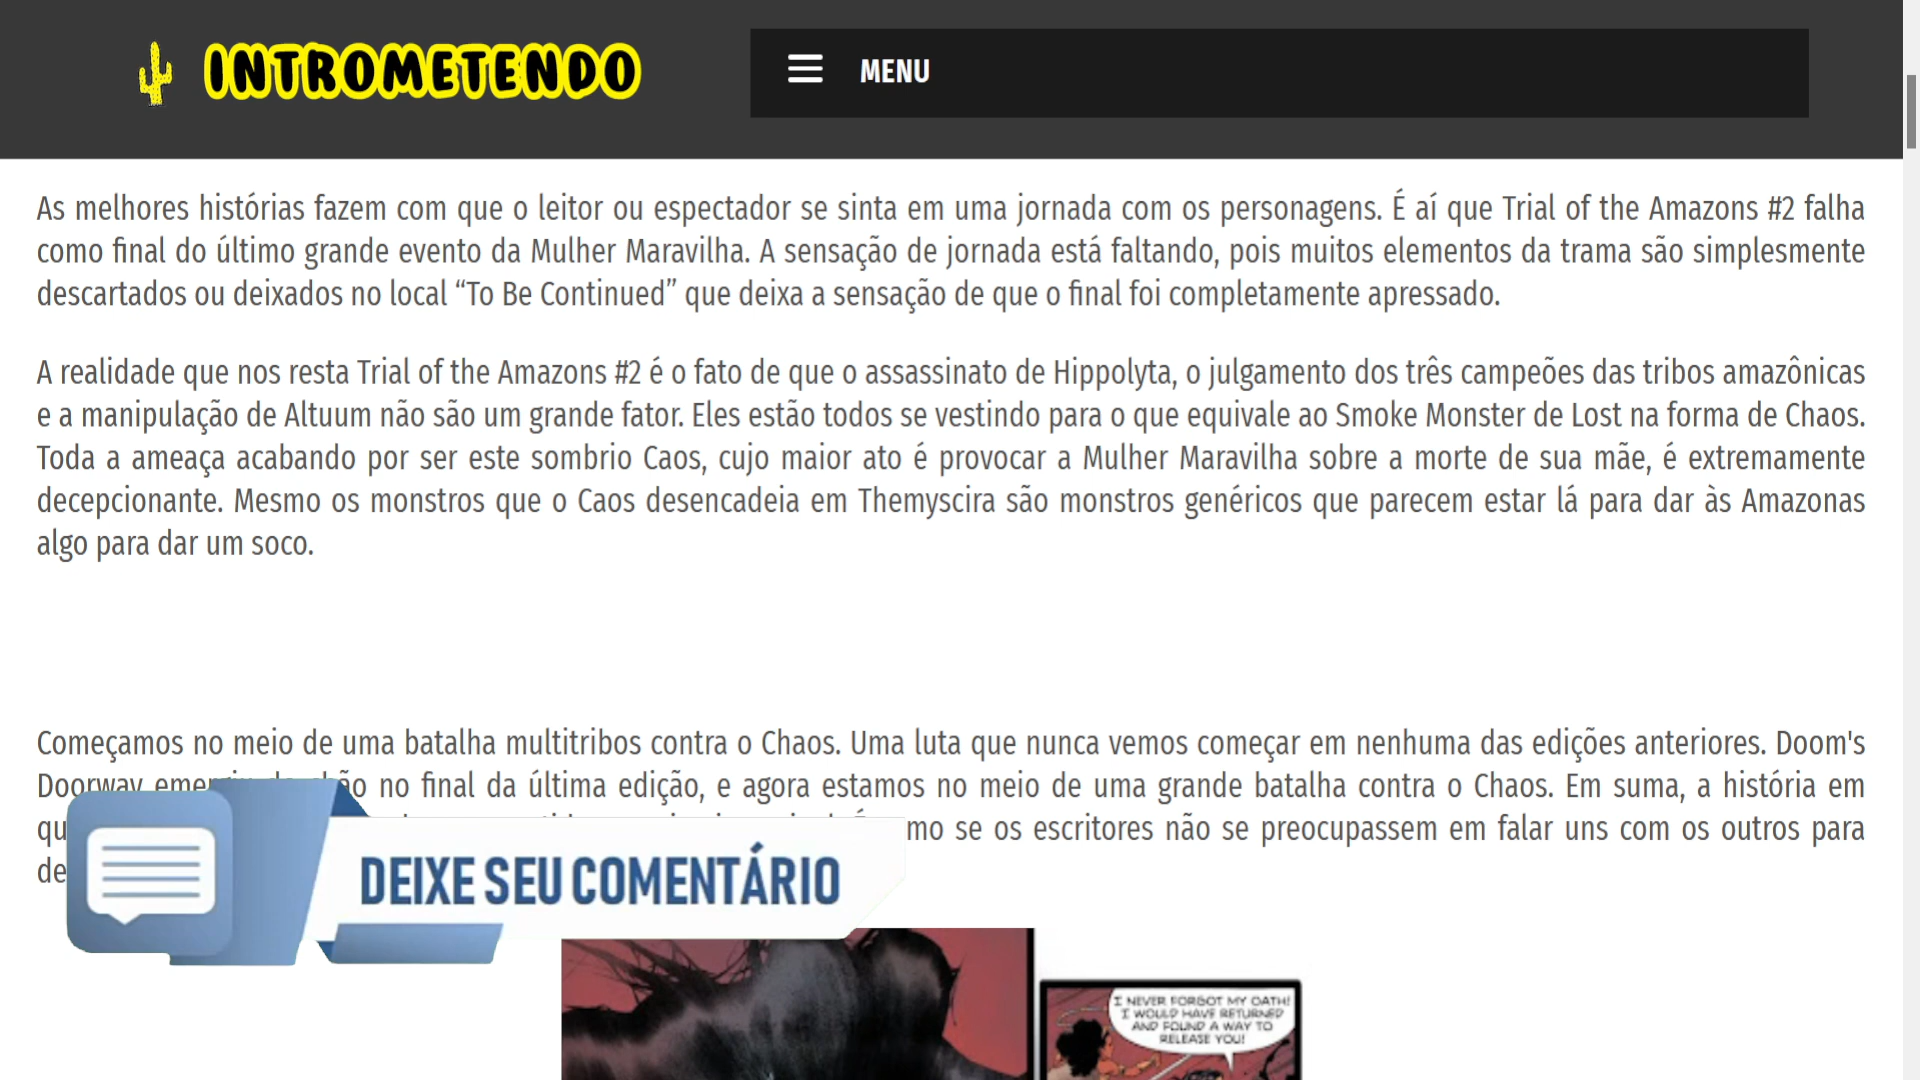 INTROMETENDO
MENU
As melhores histórias fazem com que o leitor ou espectador se sinta em uma jornada com os personagens. É aí que Trial of the Amazons #2 falha
como final do último grande evento da Mulher Maravilha. A sensação de jornada está faltando, pois muitos elementos da trama são simplesmente
descartados ou deixados no local “To Be Continued” que deixa a sensação de que o final foi completamente apressado.
A realidade que nos resta Trial of the Amazons #2 é o fato de que o assassinato de Hippolyta, o julgamento dos três campeões das tribos amazônicas
e a manipulação de Altuum não são um grande fator. Eles estão todos se vestindo para o que equivale ao Smoke Monster de Lost na forma de Chaos.
Toda a ameaça acabando por ser este sombrio Caos, cujo maior ato é provocar a Mulher Maravilha sobre a morte de sua mãe, é extremamente
decepcionante. Mesmo os monstros que o Caos desencadeia em Themyscira são monstros genéricos que parecem estar lá para dar às Amazonas
algo para dar um soco.
Começamos no meio de uma batalha multitribos contra o Chaos. Uma luta que nunca vemos começar em nenhuma das edições anteriores. Doom's
Doorway no final da última edição, e agora estamos no meio de uma grande batalha contra o Chaos. Em suma, a história em
se os escritores não se preocupassem em falar uns com os outros para
DEIXE SEU COMENTÁRIO
I NEVER FORGOT MY OATH!
I WOULD HAVE RETURNED
AND FOUND A WAY TO
RELEASE YOU!